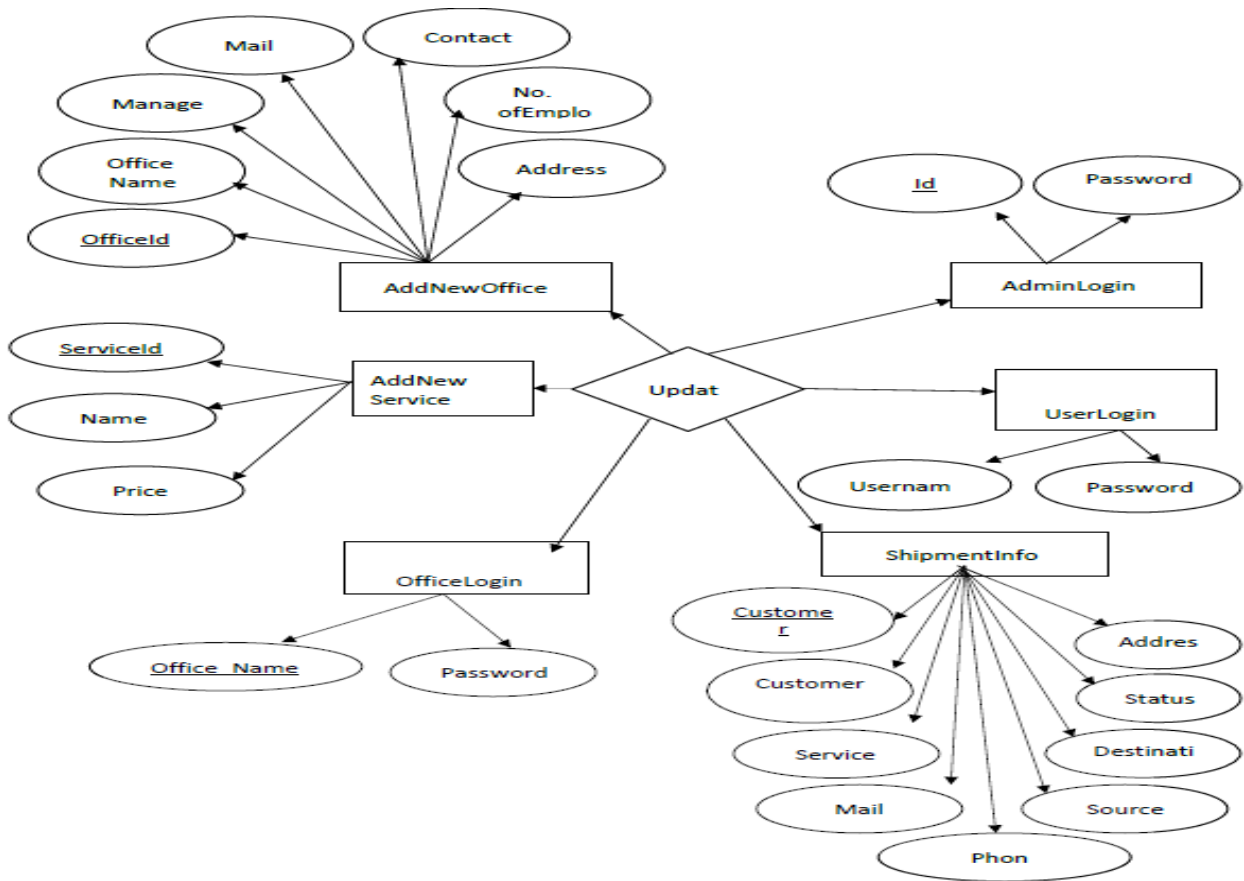 Mail
Contact
Manage
No.
ofEmplo
Office
Name
Address
OfficeId
Id
Password
AddNewOffice
AdminLogin
ServiceId
AddNew
Service
Updat
Name
UserLogin
Price
Usernam
Password
OfficeLogin
ShipmentInfo
Custome
r
Addres
Office_Name
Password
Customer
Status
Service
Destinati
Mail
Source
Phon